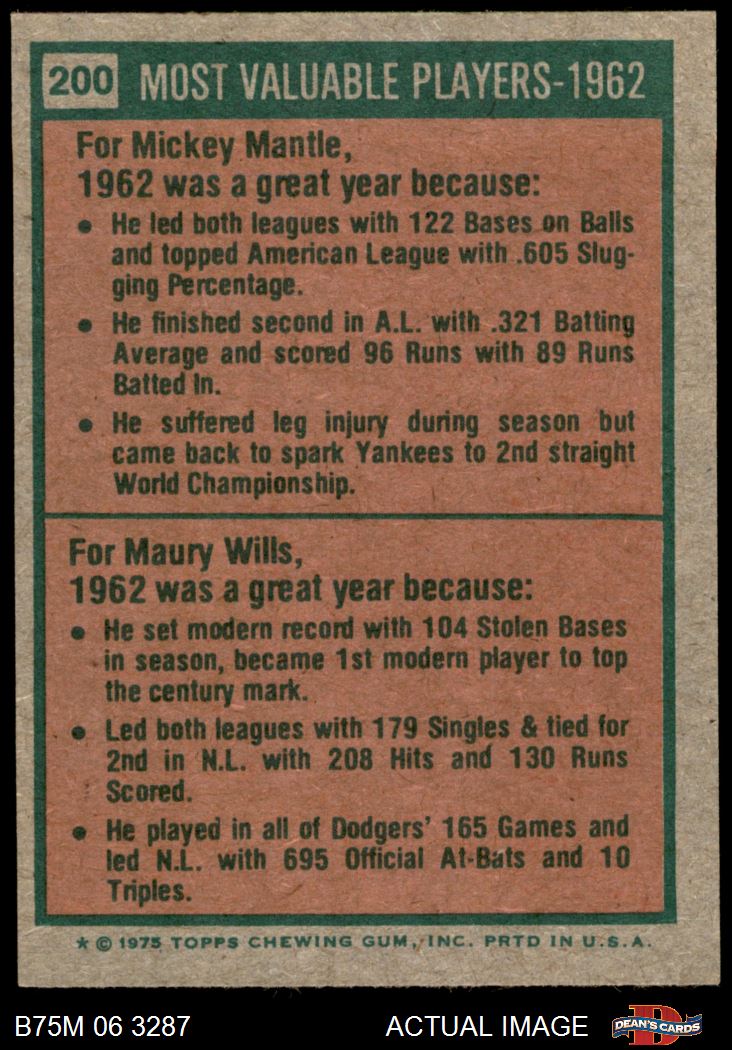 200 MOST VALUABLE PLAYERS-1962
For Mickey Mantle,
1962 was a great year because:
• He led both leagues with 122 Bases on Balls
and topped American League with .605 Slug-
ging Percentage.
• He finished second in A.L. with .321 Batting
Average and scored 96 Runs with 89 Runs
Batted In.
• He suffered leg injury during season but
came back to spark Yankees to 2nd straight
World Championship.
For Maury Wills,
1962 was a great year because:
• He set modern record with 104 Stolen Bases
in season, became 1st modern player to top
the century mark.
• Led both leagues with 179 Singles & tied for
2nd in N.L. with 208 Hits and 130 Runs
Scored.
• He played in all of Dodgers' 165 Games and
led N.L. with 695 Official At-Bats and 10
Triples.
★ © 1975 TOPPS CHEWING GUM, INC. PRTD IN U.S.A.
B75M 06 3287 ACTUAL IMAGE D DEAN'S CARDS